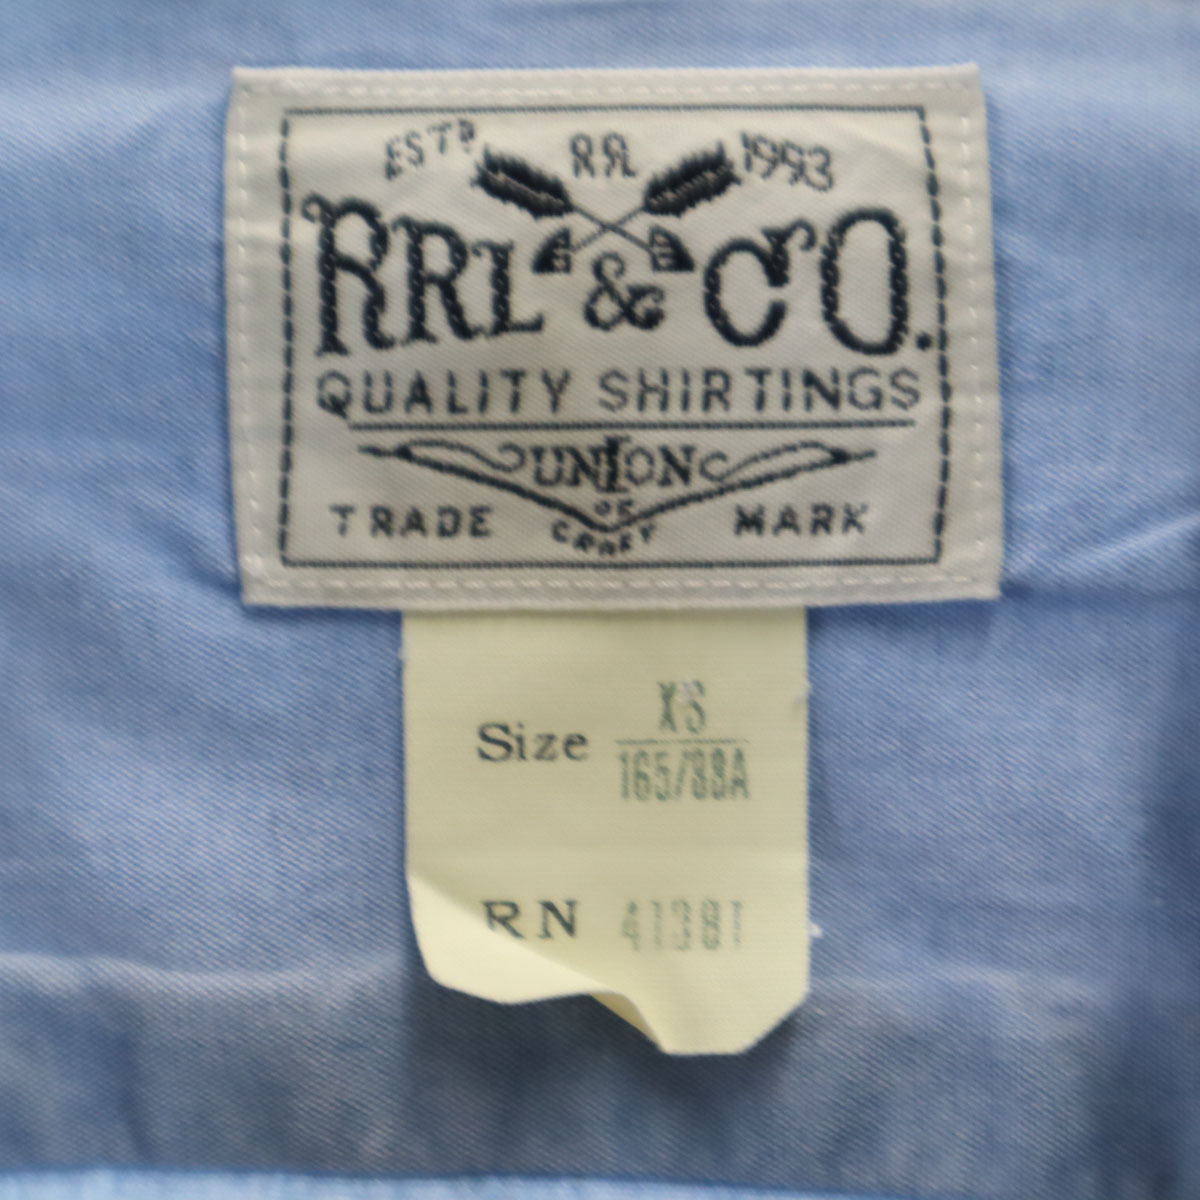 ESTD RRL 1993
RRL & CO.
QUALITY SHIRTINGS
UNION
OF
TRADE CRAFT MARK
XS
Size
165/88A
RN 41381